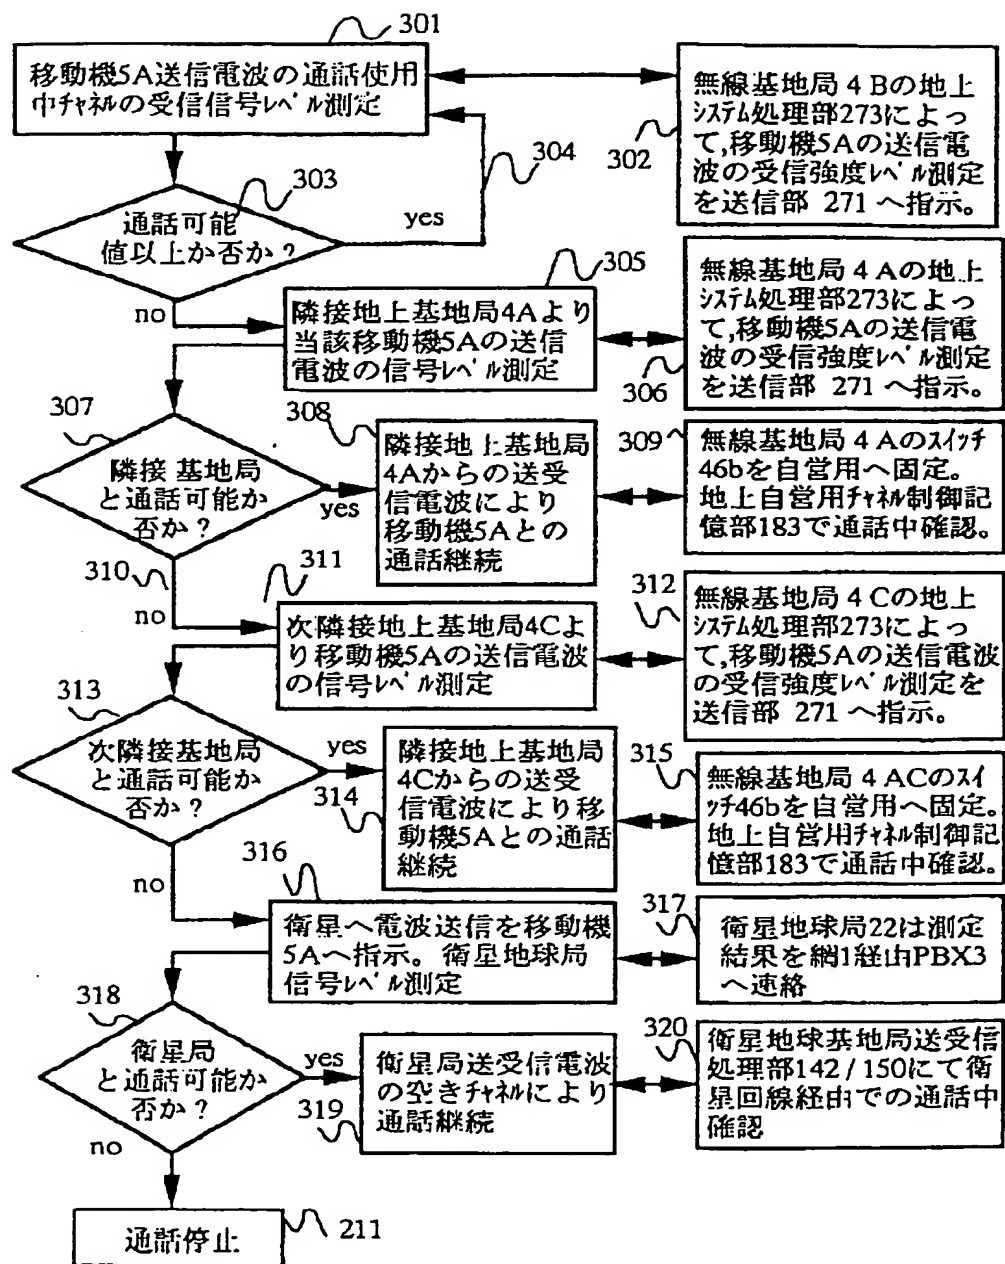 301
移動機5A送信電波の通話使用
中チャネルの受信信号レベル測定
302
無線基地局 4 Bの地上
システム処理部273によっ
て,移動機5Aの送信電
波の受信強度レベル測定
を送信部 271 へ指示。
303
304
通話可能
値以上か否か?
yes
no
305
隣接地上基地局4Aより
当該移動機5Aの送信
電波の信号レベル測定
306
無線基地局 4 Aの地上
システム処理部273によっ
て,移動機5Aの送信電
波の受信強度レベル測定
を送信部 271 へ指示。
307
隣接 基地局
と通話可能か
否か?
yes
308
隣接地上基地局
4Aからの送受
信電波により
移動機5Aとの
通話継続
309
無線基地局 4 Aのスイッチ
46bを自営用へ固定。
地上自営用チャネル制御記
憶部183で通話中確認。
310
no
311
次隣接地上基地局4Cよ
り移動機5Aの送信電波
の信号レベル測定
312
無線基地局 4 Cの地上
システム処理部273によっ
て,移動機5Aの送信電波
の受信強度レベル測定を
送信部 271 へ指示。
313
次隣接基地局
と通話可能か
否か?
yes
314
隣接地上基地局
4Cからの送受
信電波により移
動機5Aとの通話
継続
315
無線基地局 4 ACのスイ
ッチ46bを自営用へ固定。
地上自営用チャネル制御記
憶部183で通話中確認。
no
316
衛星へ電波送信を移動機
5Aへ指示。衛星地球局
信号レベル測定
317
衛星地球局22は測定
結果を網1経由PBX3
へ連絡
318
衛星局
と通話可能か
否か?
yes
319
衛星局送受信電波
の空きチャネルにより
通話継続
320
衛星地球基地局送受信
処理部142 / 150にて衛
星回線経由での通話中
確認
no
通話停止
211